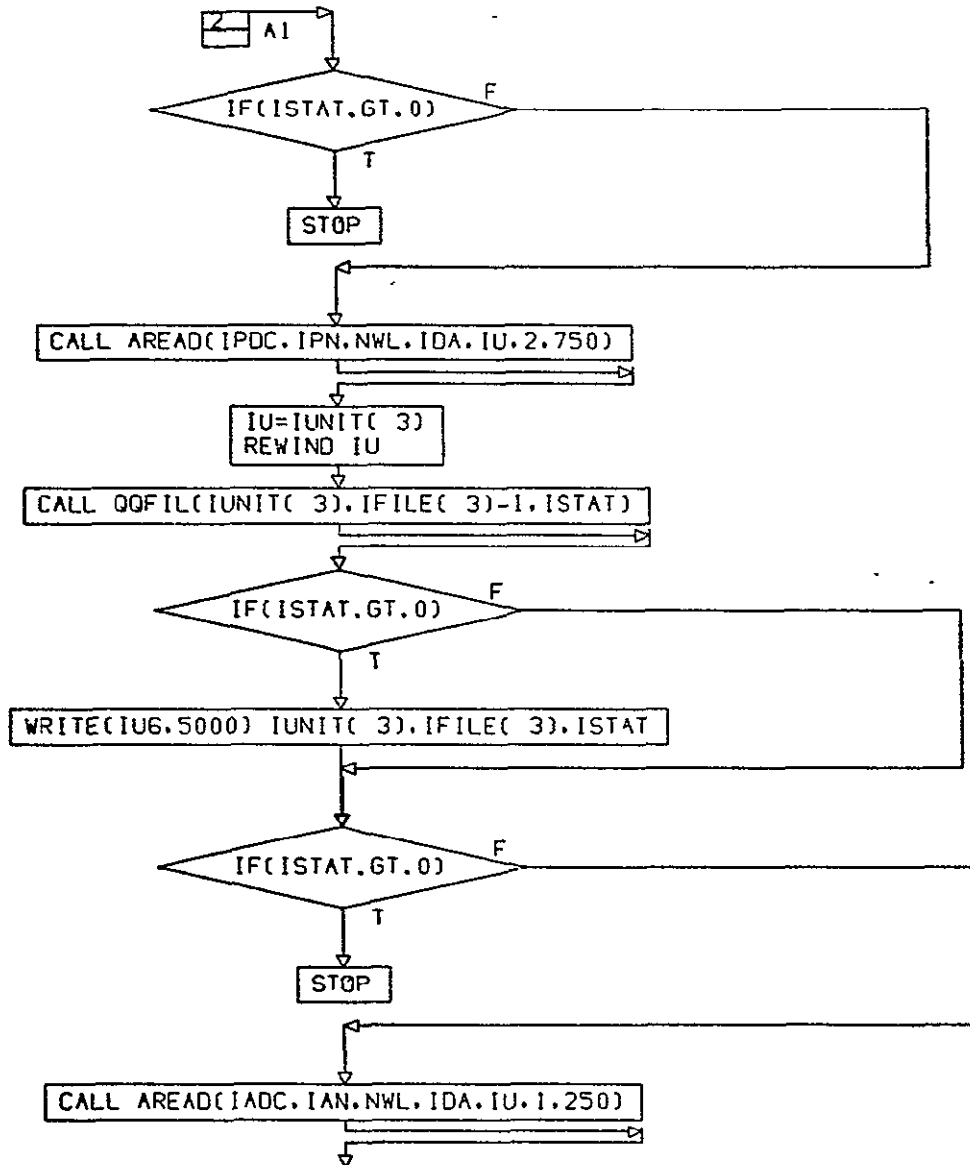 2 A1
F
IF(ISTAT.GT.0)
T
STOP
CALL AREAD(IPDC.IPN.NWL.IDA.IU.2.750)
IU=IUNIT( 3)
REWIND IU
CALL QQFIL(IUNIT( 3).IFILE( 3)-1.ISTAT)
F
IF(ISTAT.GT.0)
T
WRITE(IU6.5000) IUNIT( 3).IFILE( 3).ISTAT
F
IF(ISTAT.GT.0)
T
STOP
CALL AREAD(IADC.IAN.NWL.IDA.IU.1.250)